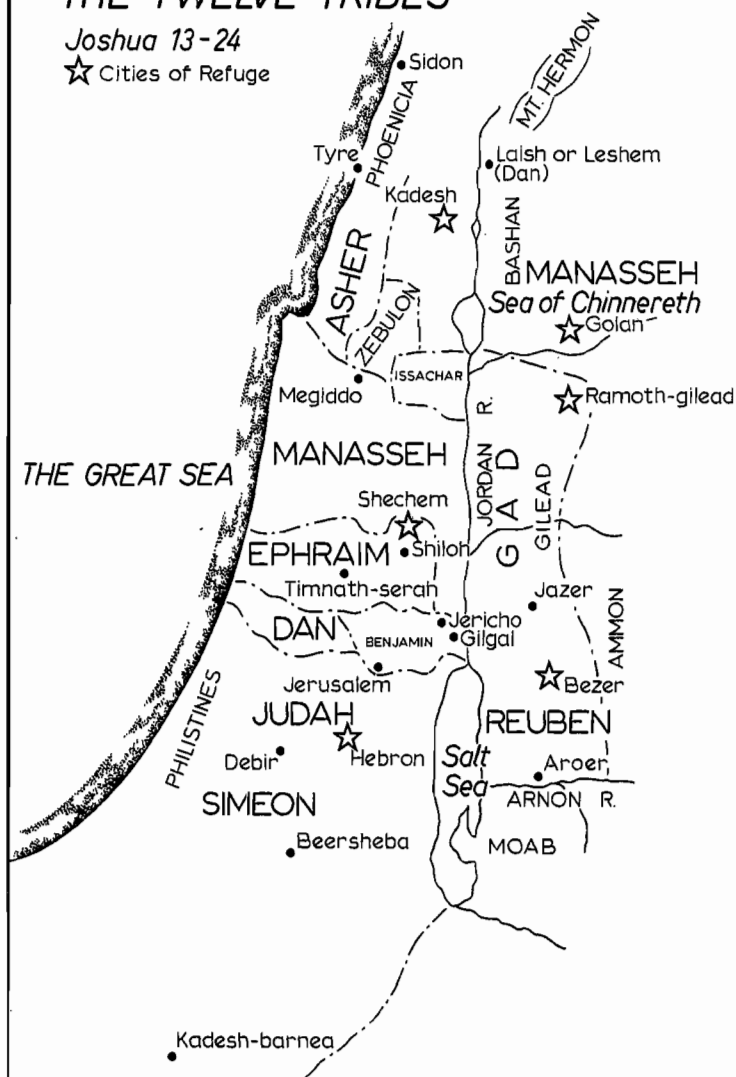 THE TWELVE TRIBES
Joshua 13-24
☆ Cities of Refuge
Sidon
MT. HERMON
PHOENICIA
Tyre
Laish or Leshem
(Dan)
Kadesh
BASHAN
ASHER
MANASSEH
Sea of Chinnereth
ZEBULON
Golan
ISSACHAR
Megiddo
Ramoth-gilead
JORDAN R.
MANASSEH
THE GREAT SEA
GAD
GILEAD
Shechem
EPHRAIM
Shiloh
Timnath-serah
Jazer
DAN
BENJAMIN
Jericho
Gilgal
AMMON
Jerusalem
Bezer
PHILISTINES
JUDAH
REUBEN
Debir
Hebron
Salt
Sea
Aroer
SIMEON
ARNON R.
Beersheba
MOAB
Kadesh-barnea